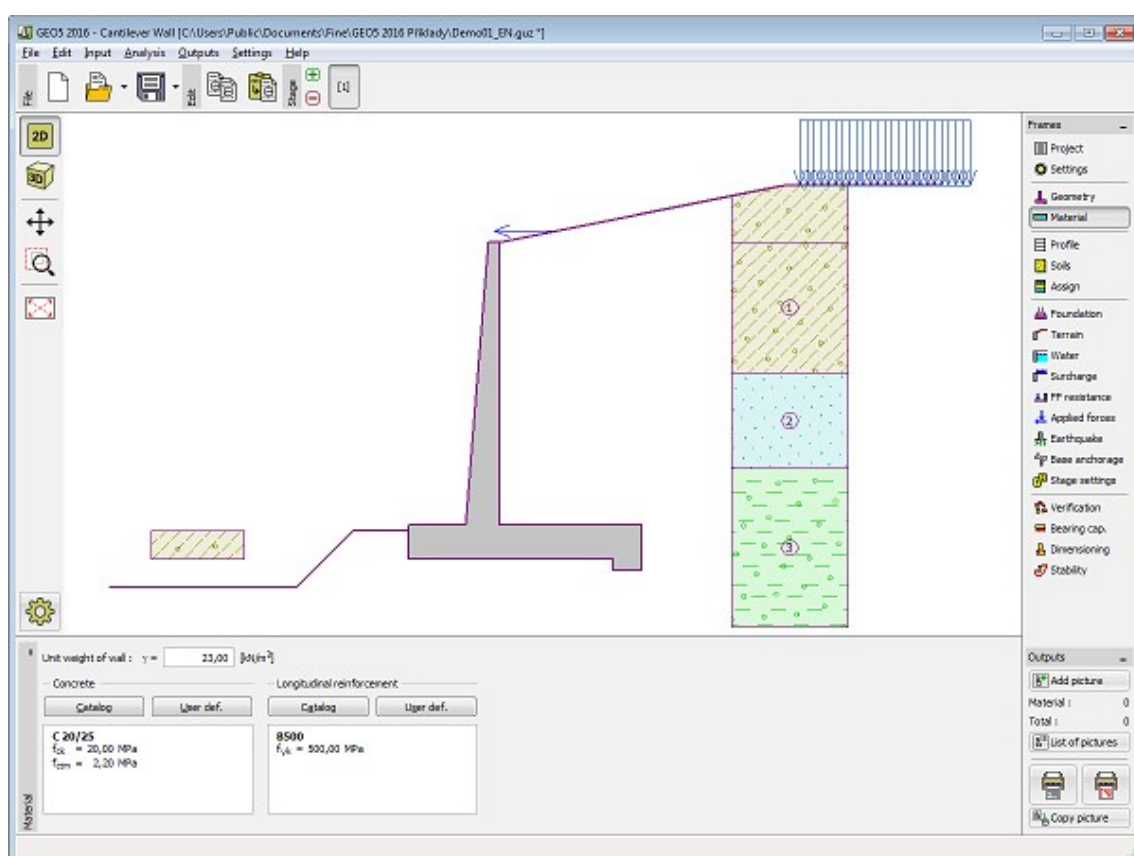 GEO5 2016 - Cantilever Wall [C:\Users\Public\Documents\Fine\GEO5 2016 Příklady\Demo01_EN.guz *]
File Edit Input Analysis Outputs Settings Help
File
Edit
Stage
[1]
2D
3D
1
2
3
Frames
Project
Settings
Geometry
Material
Profile
Soils
Assign
Foundation
Terrain
Water
Surcharge
FF resistance
Applied forces
Earthquake
Base anchorage
Stage settings
Verification
Bearing cap.
Dimensioning
Stability
Unit weight of wall : γ = 23,00 [kN/m³]
Concrete
Catalog User def.
C 20/25
fck = 20,00 MPa
fctm = 2,20 MPa
Longitudinal reinforcement
Catalog User def.
B500
fyk = 500,00 MPa
Material
Outputs
Add picture
Material : 0
Total : 0
List of pictures
Copy picture